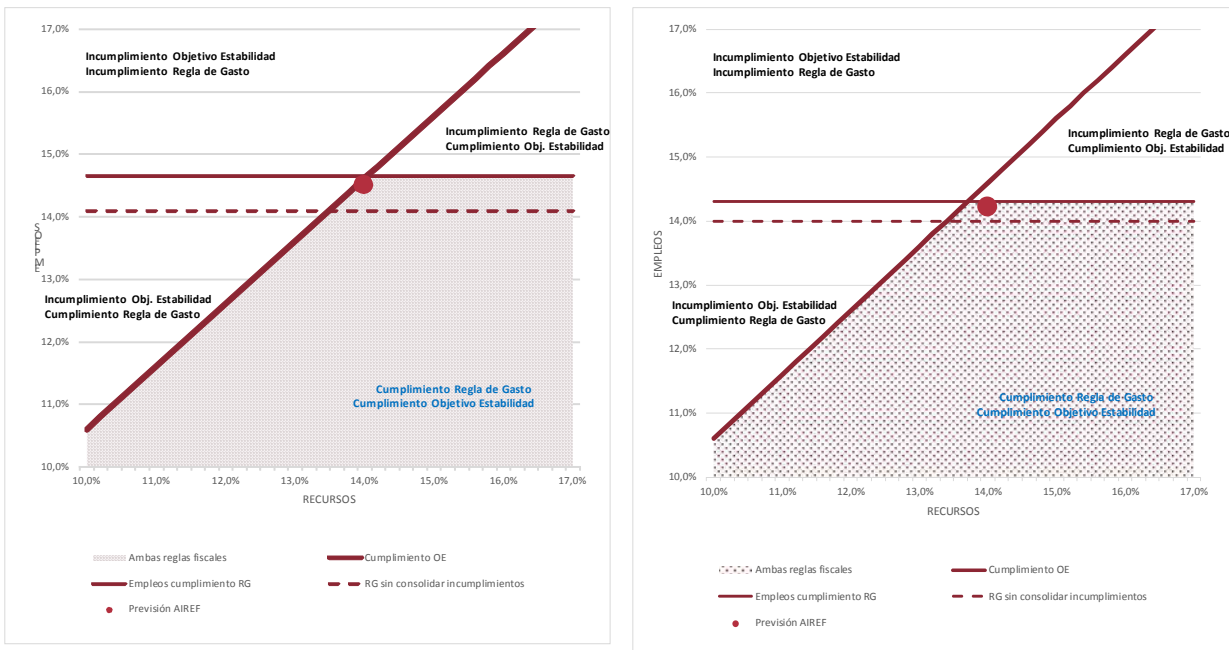 17,0%
Incumplimiento Objetivo Estabilidad
Incumplimiento Regla de Gasto
16,0%
Incumplimiento Regla de Gasto
Cumplimiento Obj. Estabilidad
15,0%
14,0%
13,0%
Incumplimiento Obj. Estabilidad
Cumplimiento Regla de Gasto
12,0%
Cumplimiento Regla de Gasto
Cumplimiento Objetivo Estabilidad
11,0%
10,0%
10,0% 11,0% 12,0% 13,0% 14,0% 15,0% 16,0% 17,0%
RECURSOS
Ambas reglas fiscales Cumplimiento OE
Empleos cumplimiento RG RG sin consolidar incumplimientos
Previsión AIREF
17,0%
Incumplimiento Objetivo Estabilidad
Incumplimiento Regla de Gasto
16,0%
Incumplimiento Regla de Gasto
Cumplimiento Obj. Estabilidad
15,0%
14,0%
EMPLEOS
13,0%
Incumplimiento Obj. Estabilidad
Cumplimiento Regla de Gasto
12,0%
Cumplimiento Regla de Gasto
Cumplimiento Objetivo Estabilidad
11,0%
10,0%
10,0% 11,0% 12,0% 13,0% 14,0% 15,0% 16,0% 17,0%
RECURSOS
Ambas reglas fiscales Cumplimiento OE
Empleos cumplimiento RG RG sin consolidar incumplimientos
Previsión AIREF